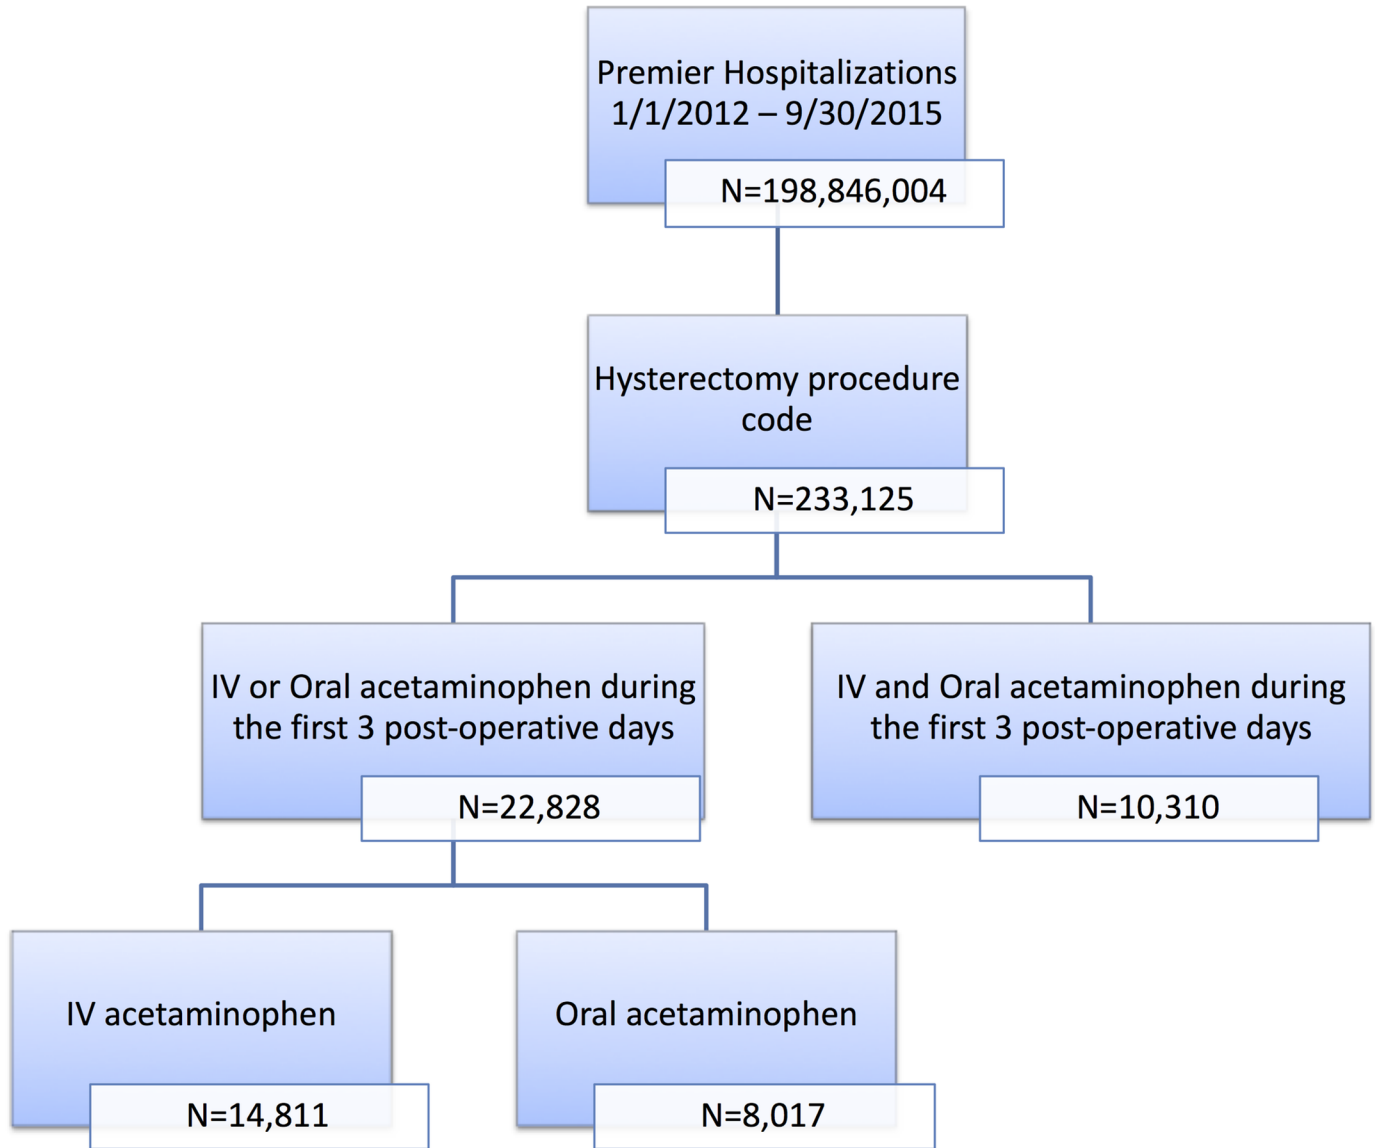 Premier Hospitalizations
1/1/2012 – 9/30/2015
N=198,846,004
Hysterectomy procedure
code
N=233,125
IV or Oral acetaminophen during
the first 3 post-operative days
N=22,828
IV and Oral acetaminophen during
the first 3 post-operative days
N=10,310
IV acetaminophen
N=14,811
Oral acetaminophen
N=8,017